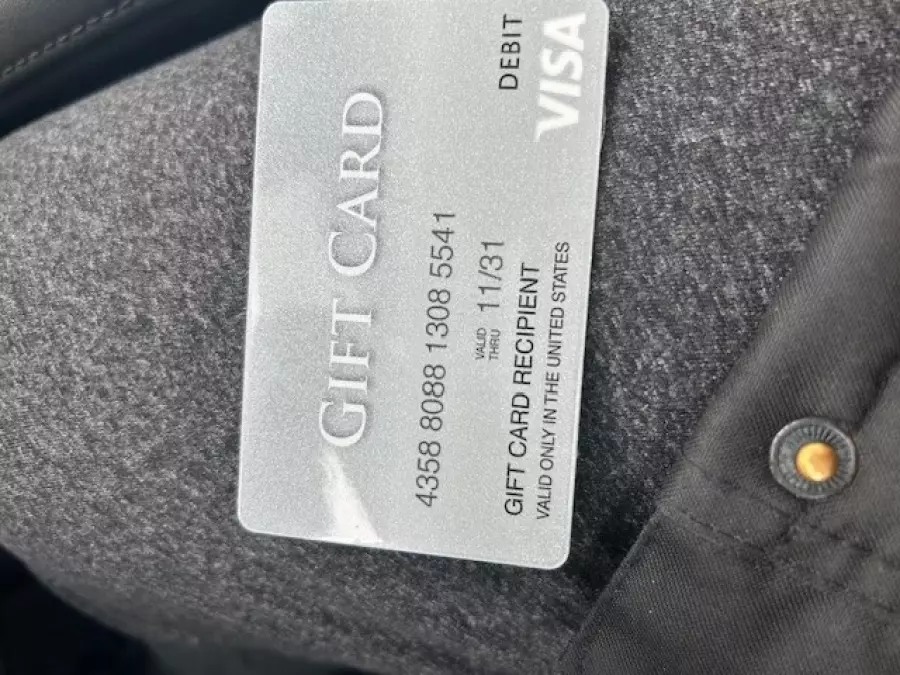 GIFT CARD
4358 8088 1308 5541
VALID
THRU
11/31
GIFT CARD RECIPIENT
VALID ONLY IN THE UNITED STATES
DEBIT
VISA